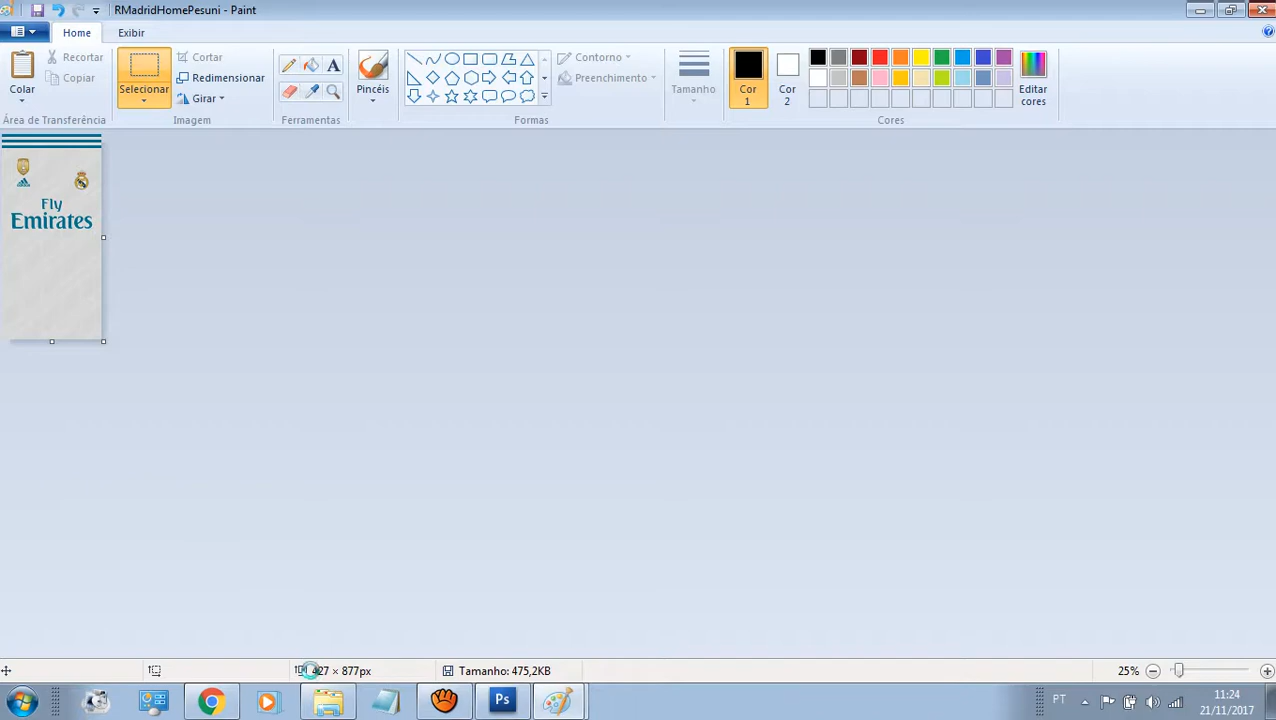 RMadridHomePesuni - Paint
Home
Exibir
Colar
Recortar
Copiar
Área de Transferência
Selecionar
Cortar
Redimensionar
Girar
Imagem
A
Ferramentas
Pincéis
Contorno
Preenchimento
Formas
Tamanho
Cor
1
Cor
2
Editar
cores
Cores
Fly
Emirates
427 × 877px
Tamanho: 475,2KB
25%
Ps
PT
11:24
21/11/2017